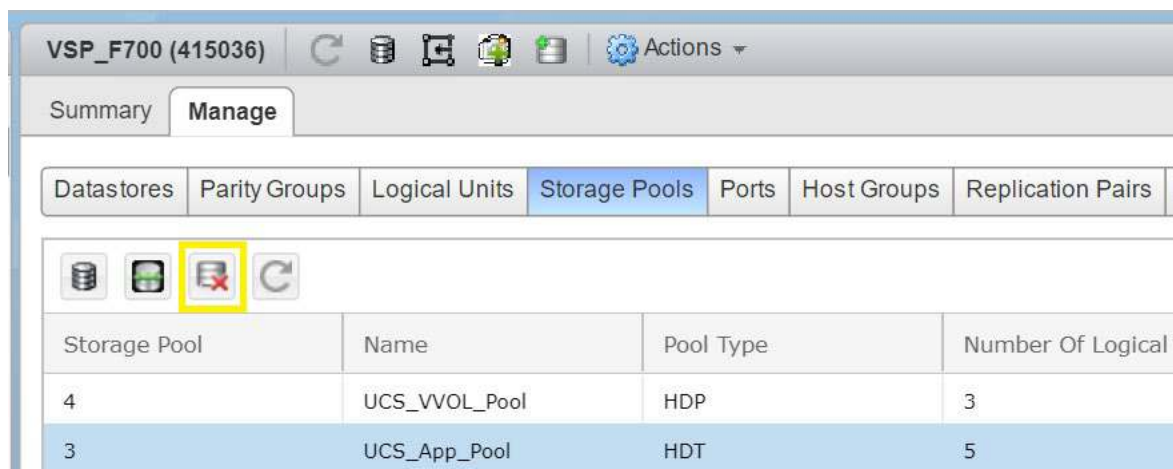 VSP_F700 (415036) Actions
Summary Manage
Datastores Parity Groups Logical Units Storage Pools Ports Host Groups Replication Pairs
Storage Pool Name Pool Type Number Of Logical
4 UCS_VVOL_Pool HDP 3
3 UCS_App_Pool HDT 5